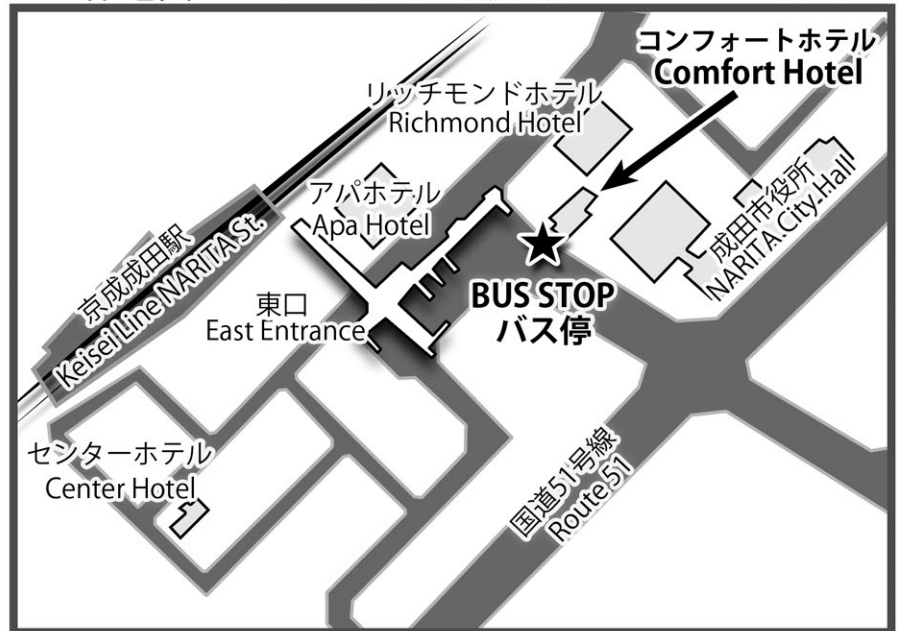 コンフォートホテル
Comfort Hotel
リッチモンドホテル
Richmond Hotel
アパホテル
Apa Hotel
成田市役所
NARITA City Hall
京成成田駅
Keisei Line NARITA St.
東口
East Entrance
BUS STOP
バス停
センターホテル
Center Hotel
国道51号線
Route 51